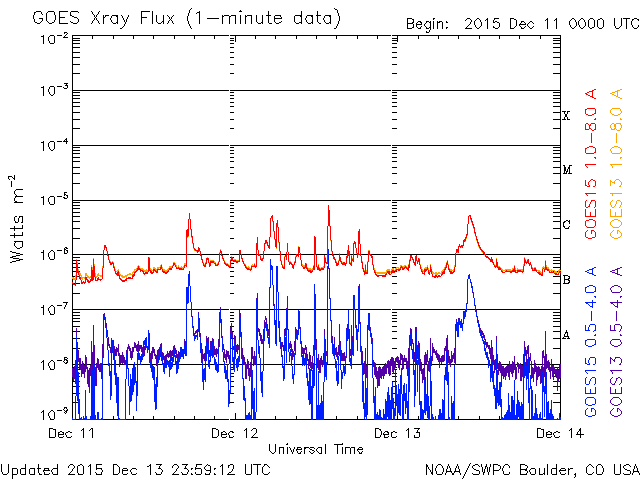 GOES Xray Flux (1-minute data)
Begin: 2015 Dec 11 0000 UTC
Watts m⁻²
10⁻²
10⁻³
10⁻⁴
10⁻⁵
10⁻⁶
10⁻⁷
10⁻⁸
10⁻⁹
X
M
C
B
A
GOES15 1.0-8.0 A
GOES13 1.0-8.0 A
GOES15 0.5-4.0 A
GOES13 0.5-4.0 A
Dec 11 Dec 12 Dec 13 Dec 14
Universal Time
Updated 2015 Dec 13 23:59:12 UTC
NOAA/SWPC Boulder, CO USA